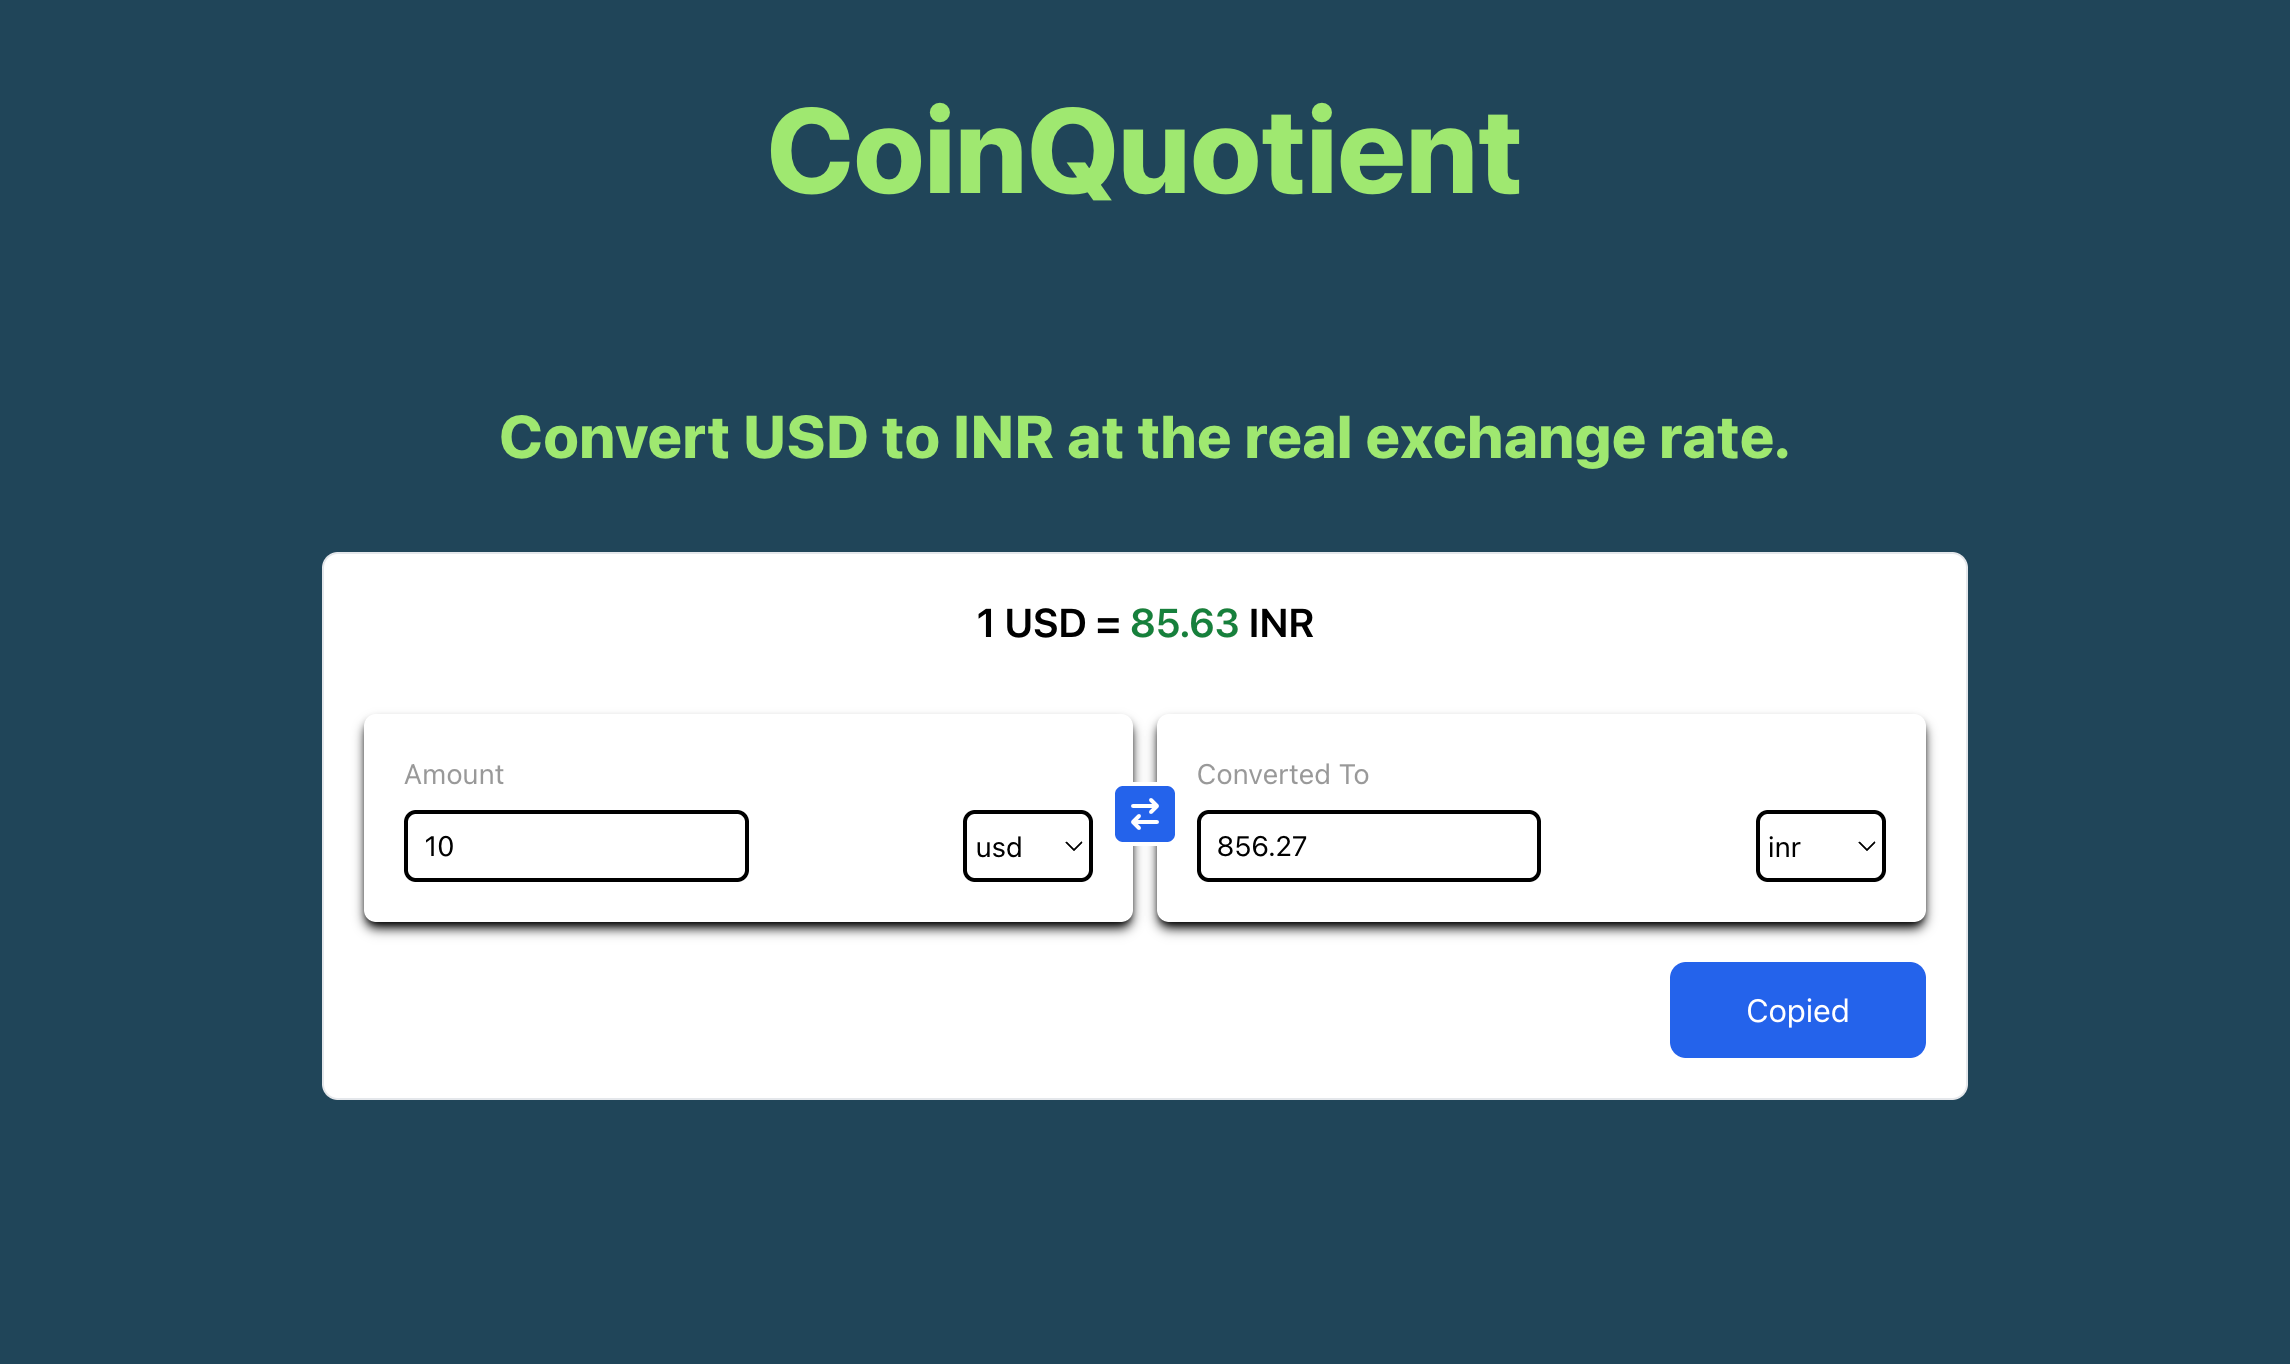 CoinQuotient
Convert USD to INR at the real exchange rate.
1 USD = 85.63 INR
Amount
10
usd
Converted To
856.27
inr
Copied